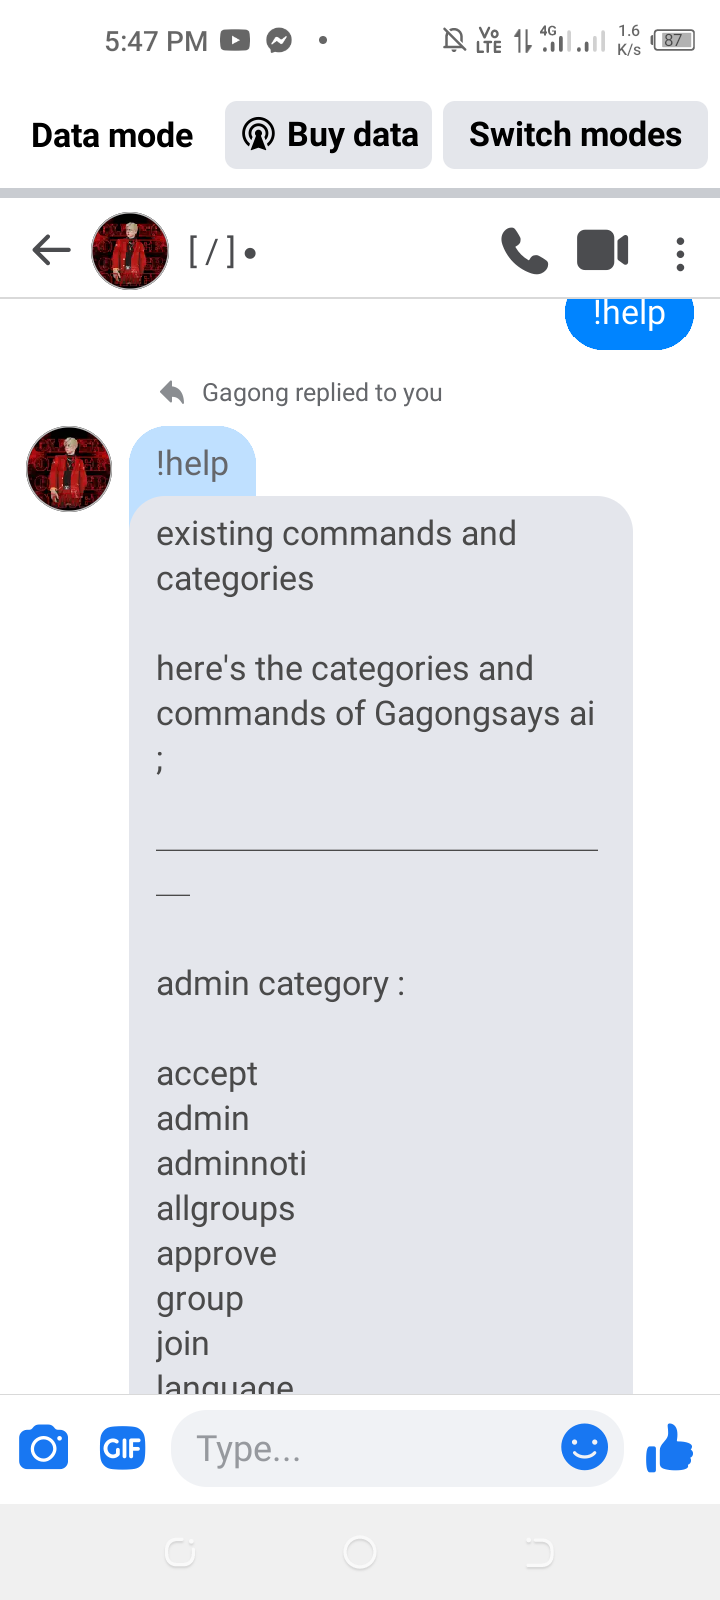 5:47 PM
Vo LTE
4G
1.6 K/s
87
Data mode
Buy data
Switch modes
[ / ] •
!help
Gagong replied to you
!help
existing commands and
categories
here's the categories and
commands of Gagongsays ai
;
admin category :
accept
admin
adminnoti
allgroups
approve
group
join
language
GIF
Type...